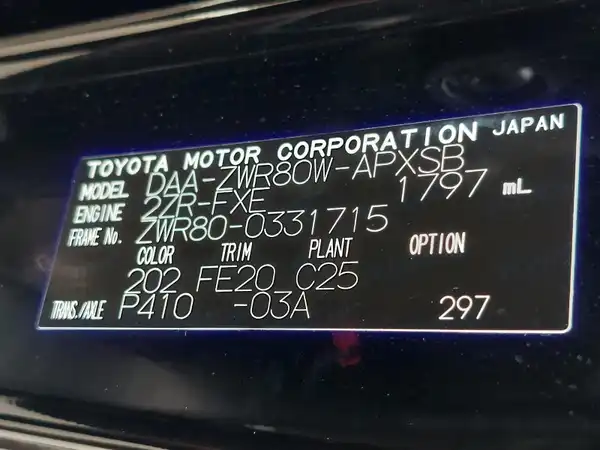 TOYOTA MOTOR CORPORATION JAPAN
MODEL DAA-ZWR80W-APXSB
ENGINE 2ZR-FXE 1797 mL
FRAME No. ZWR80-0331715
COLOR TRIM PLANT OPTION
202 FE20 C25
TRANS./AXLE P410 -03A 297